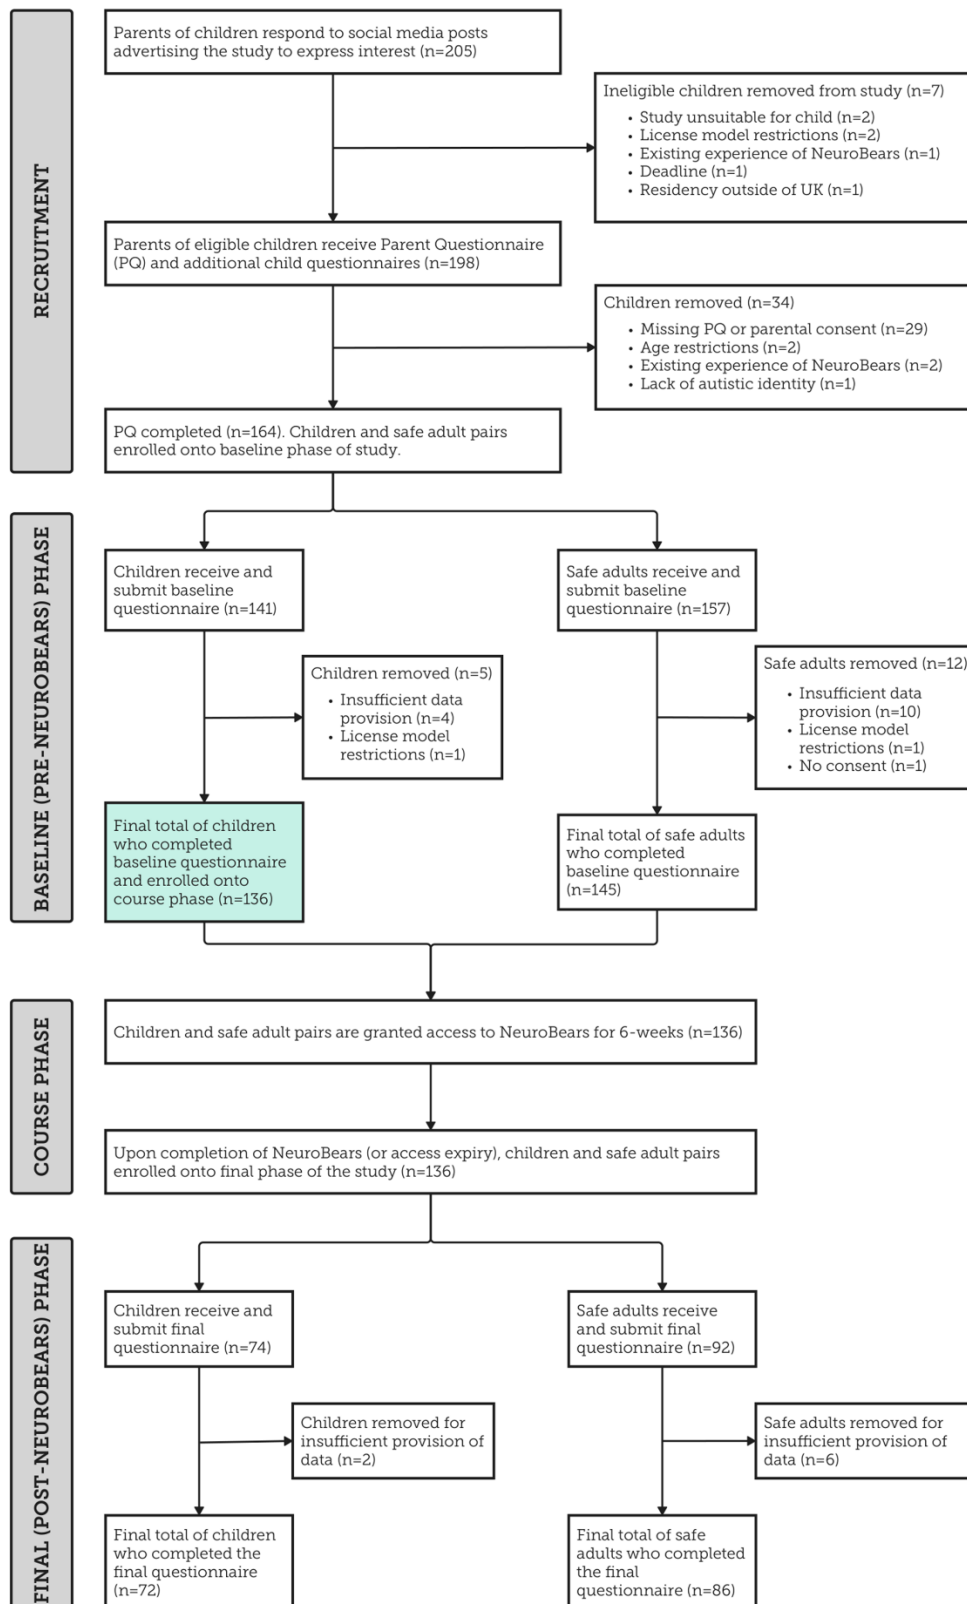 RECRUITMENT
Parents of children respond to social media posts
advertising the study to express interest (n=205)
Ineligible children removed from study (n=7)
• Study unsuitable for child (n=2)
• License model restrictions (n=2)
• Existing experience of NeuroBears (n=1)
• Deadline (n=1)
• Residency outside of UK (n=1)
Parents of eligible children receive Parent Questionnaire
(PQ) and additional child questionnaires (n=198)
Children removed (n=34)
• Missing PQ or parental consent (n=29)
• Age restrictions (n=2)
• Existing experience of NeuroBears (n=2)
• Lack of autistic identity (n=1)
PQ completed (n=164). Children and safe adult pairs
enrolled onto baseline phase of study.
BASELINE (PRE-NEUROBEARS) PHASE
Children receive and
submit baseline
questionnaire (n=141)
Safe adults receive and
submit baseline
questionnaire (n=157)
Children removed (n=5)
• Insufficient data
provision (n=4)
• License model
restrictions (n=1)
Safe adults removed (n=12)
• Insufficient data
provision (n=10)
• License model
restrictions (n=1)
• No consent (n=1)
Final total of children
who completed
baseline questionnaire
and enrolled onto
course phase (n=136)
Final total of safe adults
who completed
baseline questionnaire
(n=145)
COURSE PHASE
Children and safe adult pairs are granted access to NeuroBears for 6-weeks (n=136)
Upon completion of NeuroBears (or access expiry), children and safe adult pairs
enrolled onto final phase of the study (n=136)
FINAL (POST-NEUROBEARS) PHASE
Children receive and
submit final
questionnaire (n=74)
Safe adults receive
and submit final
questionnaire (n=92)
Children removed for
insufficient provision of
data (n=2)
Safe adults removed for
insufficient provision of
data (n=6)
Final total of children
who completed the
final questionnaire
(n=72)
Final total of safe
adults who completed
the final
questionnaire (n=86)